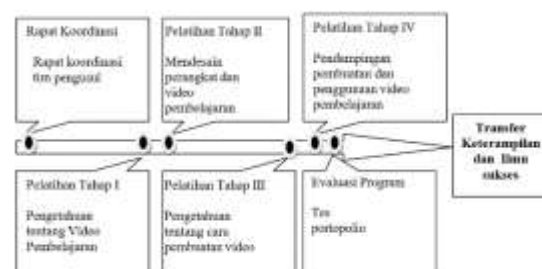 Rapat Koordinasi
Rapat koordinasi
tim pengusul
Pelatihan Tahap II
Mendesain
perangkat dan
video
pembelajaran
Pelatihan Tahap IV
Pendampingan
pembuatan dan
penggunaan video
pembelajaran
Transfer
Keterampilan
dan Ilmu
sukses
Pelatihan Tahap I
Pengetahuan
tentang Video
Pembelajaran
Pelatihan Tahap III
Pengetahuan
tentang cara
pembuatan video
Evaluasi Program
Tes
portopolio